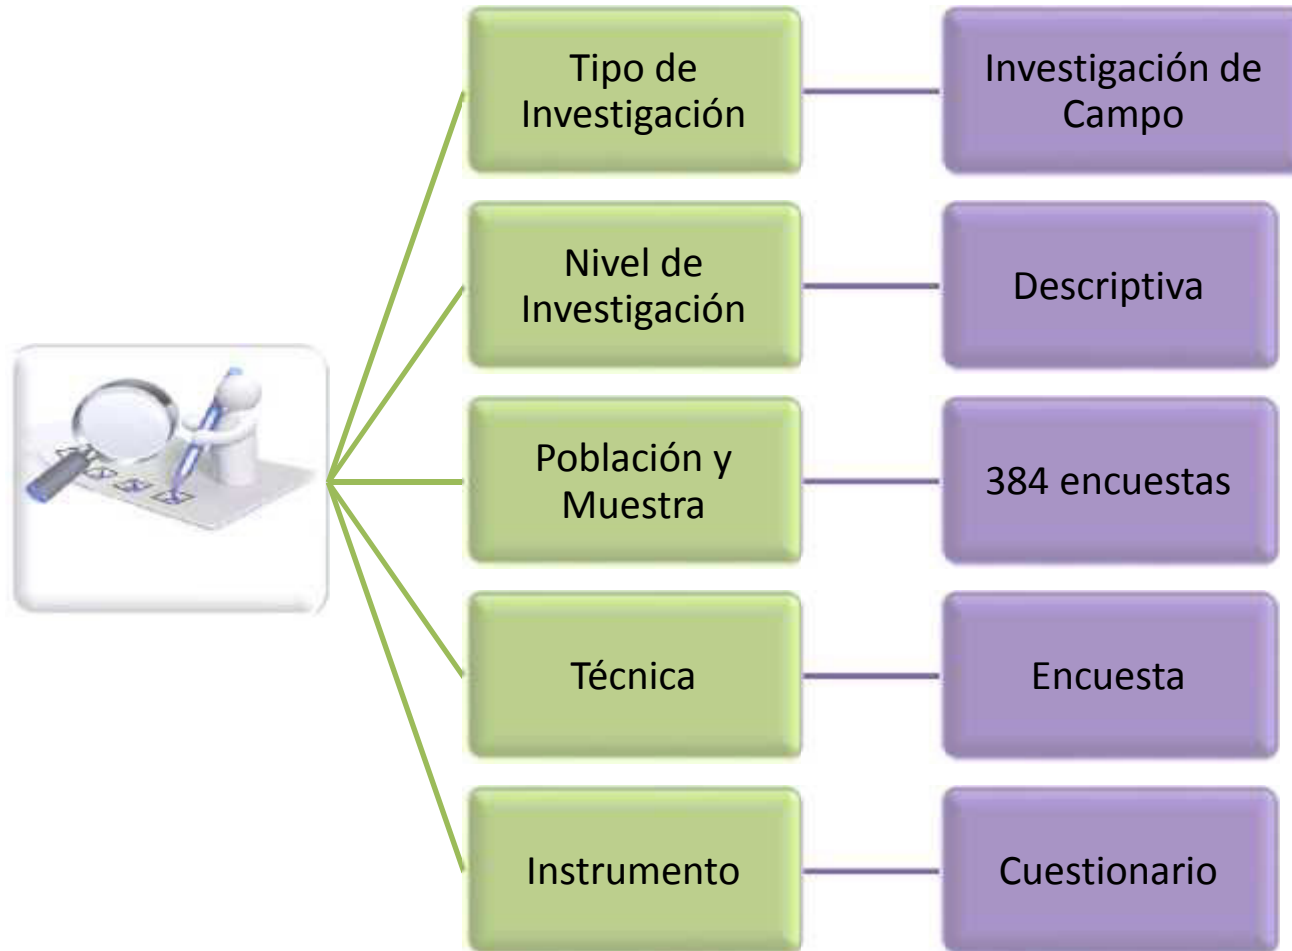 Tipo de
Investigación
Investigación de
Campo
Nivel de
Investigación
Descriptiva
Población y
Muestra
384 encuestas
Técnica
Encuesta
Instrumento
Cuestionario